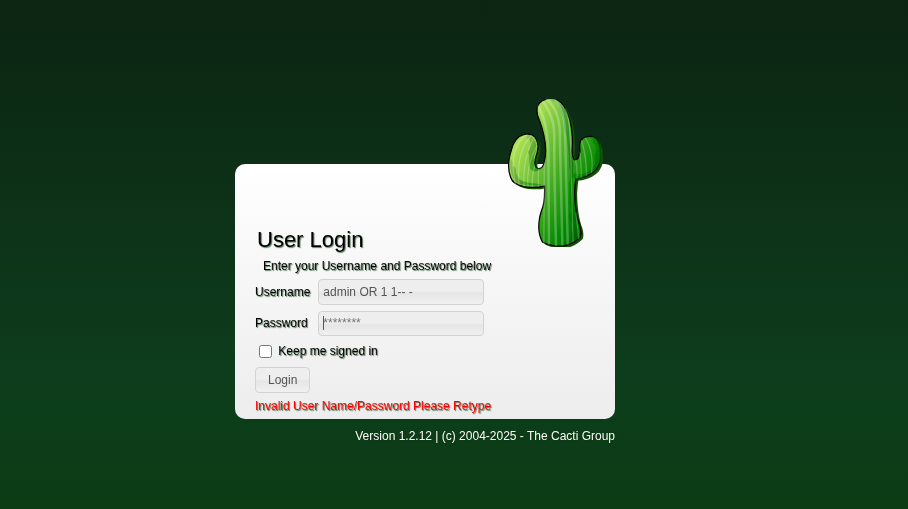 User Login
Enter your Username and Password below
Username admin OR 1 1-- -
Password ********
Keep me signed in
Login
Invalid User Name/Password Please Retype
Version 1.2.12 | (c) 2004-2025 - The Cacti Group